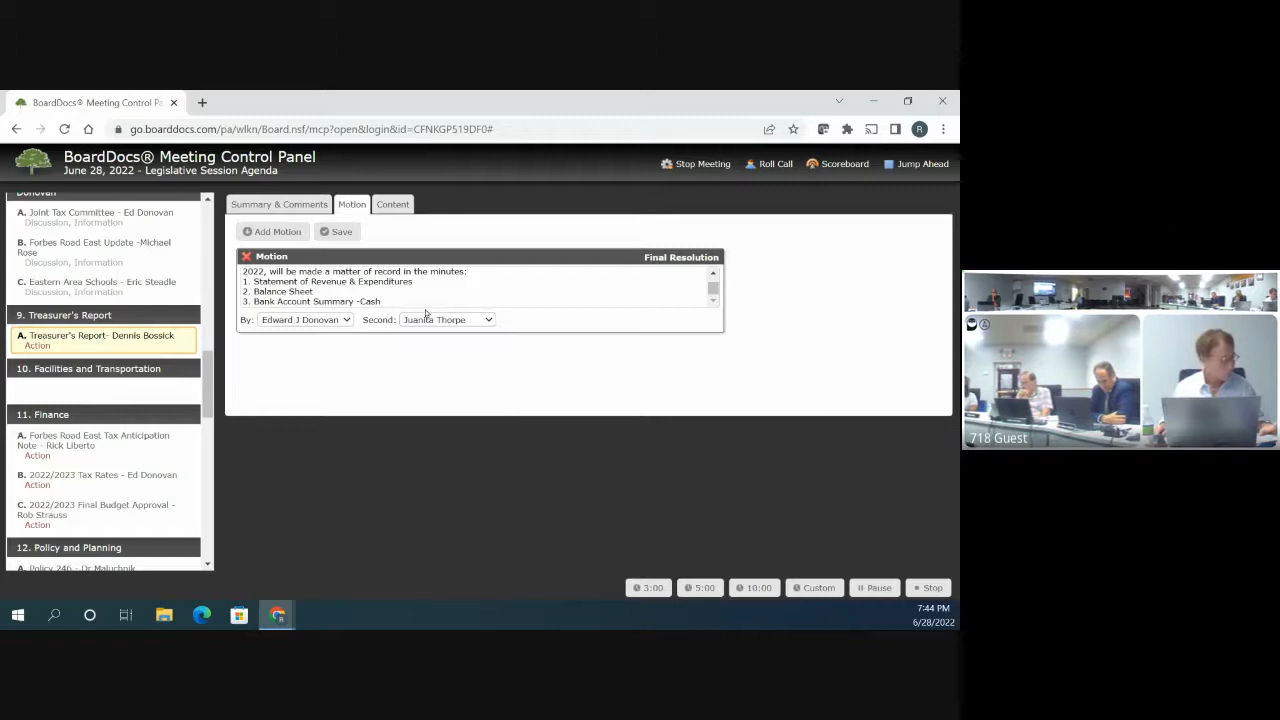 BoardDocs® Meeting Control Pa
go.boarddocs.com/pa/wlkn/Board.nsf/mcp?open&login&id=CFNKGP519DF0#
BoardDocs® Meeting Control Panel
June 28, 2022 - Legislative Session Agenda
Stop Meeting
Roll Call
Scoreboard
Jump Ahead
Donovan
A. Joint Tax Committee - Ed Donovan
Discussion, Information
B. Forbes Road East Update -Michael
Rose
Discussion, Information
C. Eastern Area Schools - Eric Steadle
Discussion, Information
9. Treasurer's Report
A. Treasurer's Report- Dennis Bossick
Action
10. Facilities and Transportation
11. Finance
A. Forbes Road East Tax Anticipation
Note - Rick Liberto
Action
B. 2022/2023 Tax Rates - Ed Donovan
Action
C. 2022/2023 Final Budget Approval -
Rob Strauss
Action
12. Policy and Planning
A. Policy 246 - Dr Maluchnik
Summary & Comments
Motion
Content
Add Motion
Save
Motion
Final Resolution
2022, will be made a matter of record in the minutes:
1. Statement of Revenue & Expenditures
2. Balance Sheet
3. Bank Account Summary -Cash
By: Edward J Donovan
Second: Juanita Thorpe
718 Guest
3:00
5:00
10:00
Custom
Pause
Stop
7:44 PM
6/28/2022